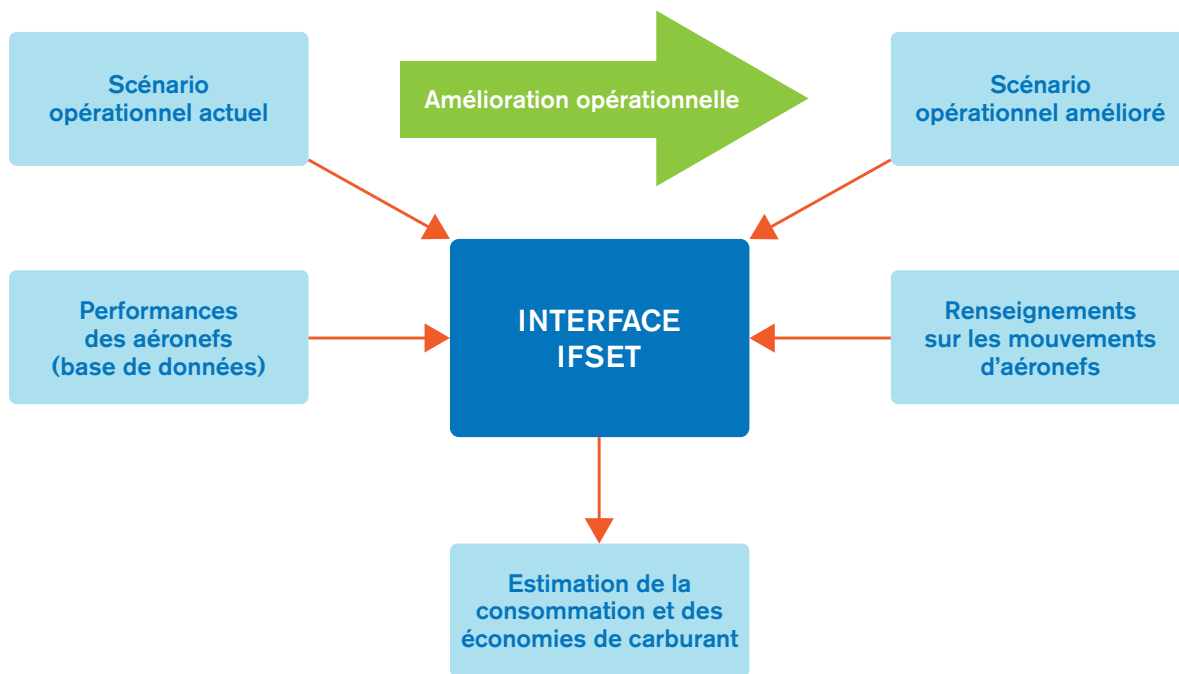 Scénario
opérationnel actuel
Amélioration opérationnelle
Scénario
opérationnel amélioré
Performances
des aéronefs
(base de données)
INTERFACE
IFSET
Renseignements
sur les mouvements
d’aéronefs
Estimation de la
consommation et des
économies de carburant